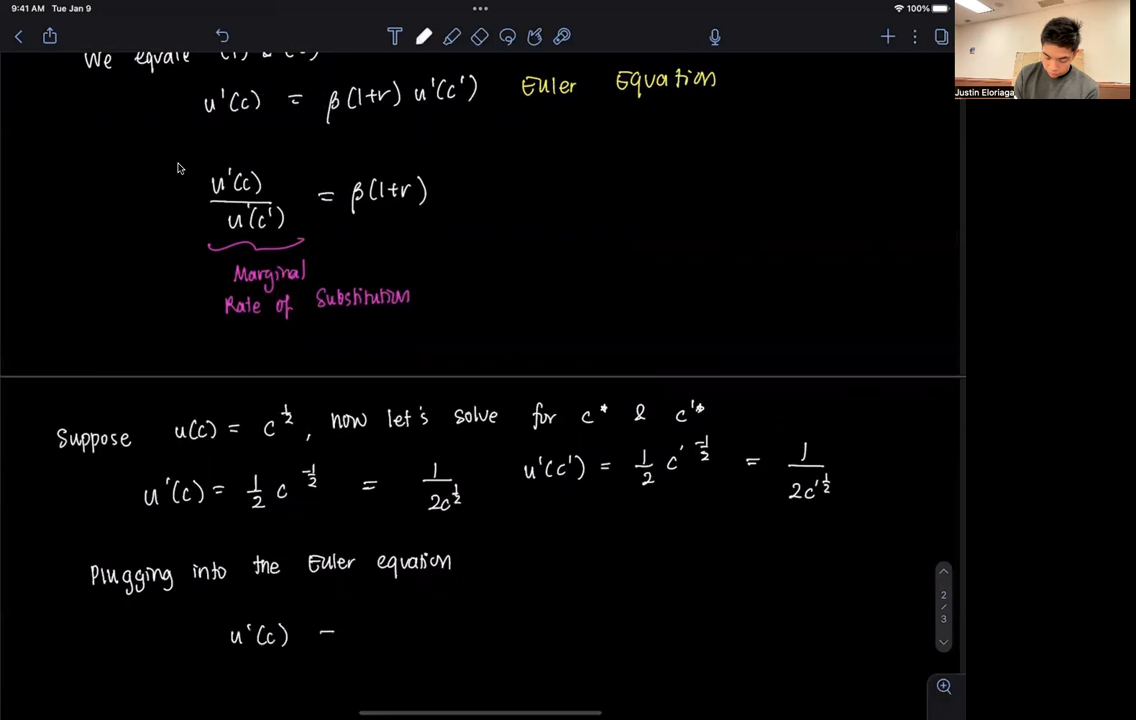 9:41 AM Tue Jan 9
100%
We equate
u'(c) = β(1+r) u'(c') Euler Equation
u'(c) / u'(c') = β(1+r)
Marginal
Rate of Substitution
Suppose u(c) = c^{1/2}, now let's solve for c* & c'*
u'(c) = 1/2 c^{-1/2} = 1/(2c^{1/2}) u'(c') = 1/2 c'^{-1/2} = 1/(2c'^{1/2})
Plugging into the Euler equation
u'(c) =
2
/
3
Justin Eloriaga